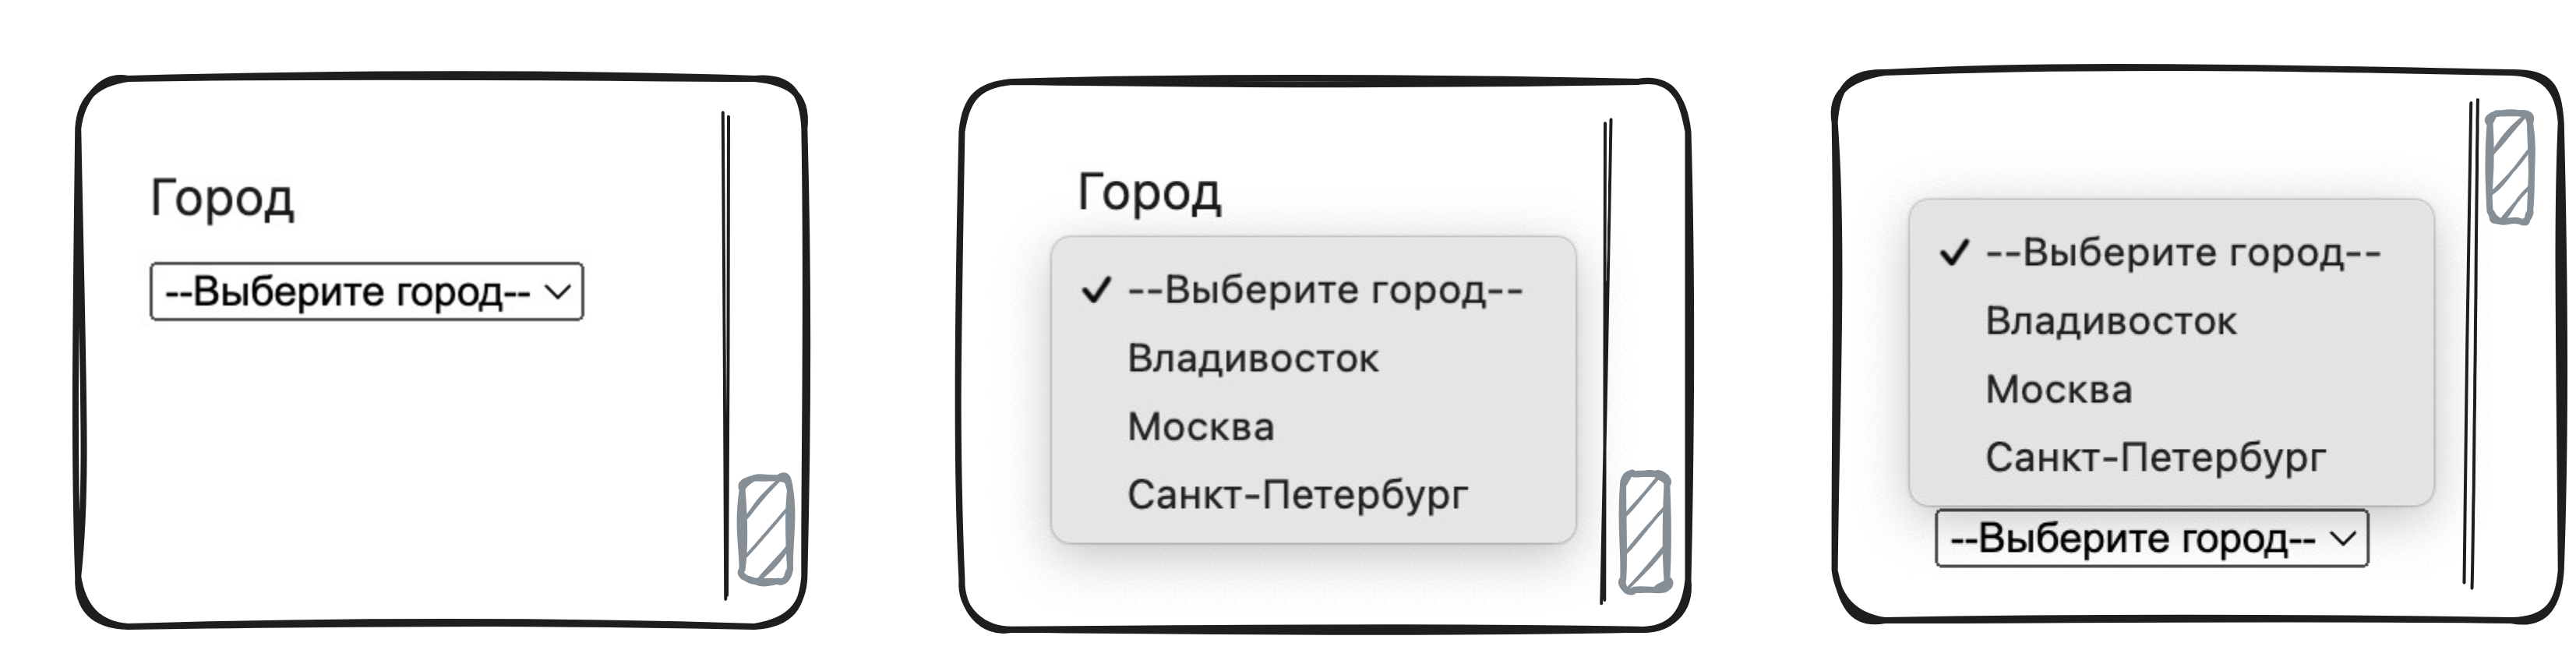 Город
--Выберите город--
Город
--Выберите город--
Владивосток
Москва
Санкт-Петербург
--Выберите город--
Владивосток
Москва
Санкт-Петербург
--Выберите город--